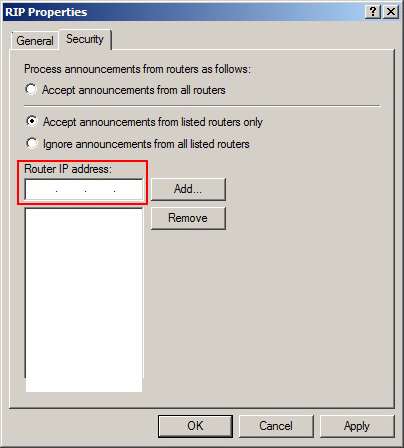 RIP Properties
General
Security
Process announcements from routers as follows:
Accept announcements from all routers
Accept announcements from listed routers only
Ignore announcements from all listed routers
Router IP address:
. . .
Add...
Remove
OK
Cancel
Apply